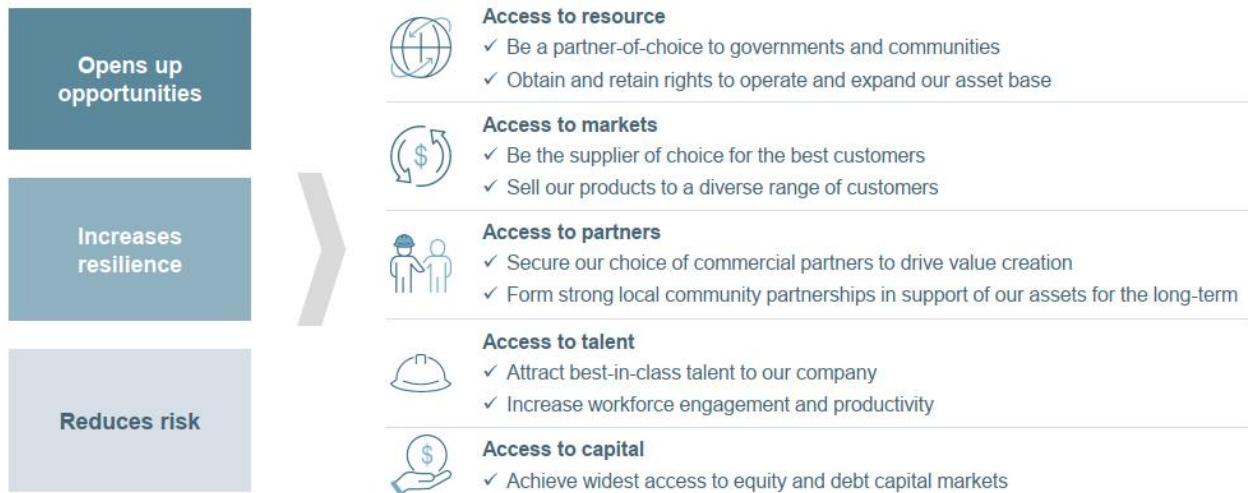 Opens up
opportunities
Increases
resilience
Reduces risk
Access to resource
✓ Be a partner-of-choice to governments and communities
✓ Obtain and retain rights to operate and expand our asset base
Access to markets
✓ Be the supplier of choice for the best customers
✓ Sell our products to a diverse range of customers
Access to partners
✓ Secure our choice of commercial partners to drive value creation
✓ Form strong local community partnerships in support of our assets for the long-term
Access to talent
✓ Attract best-in-class talent to our company
✓ Increase workforce engagement and productivity
Access to capital
✓ Achieve widest access to equity and debt capital markets
$
$